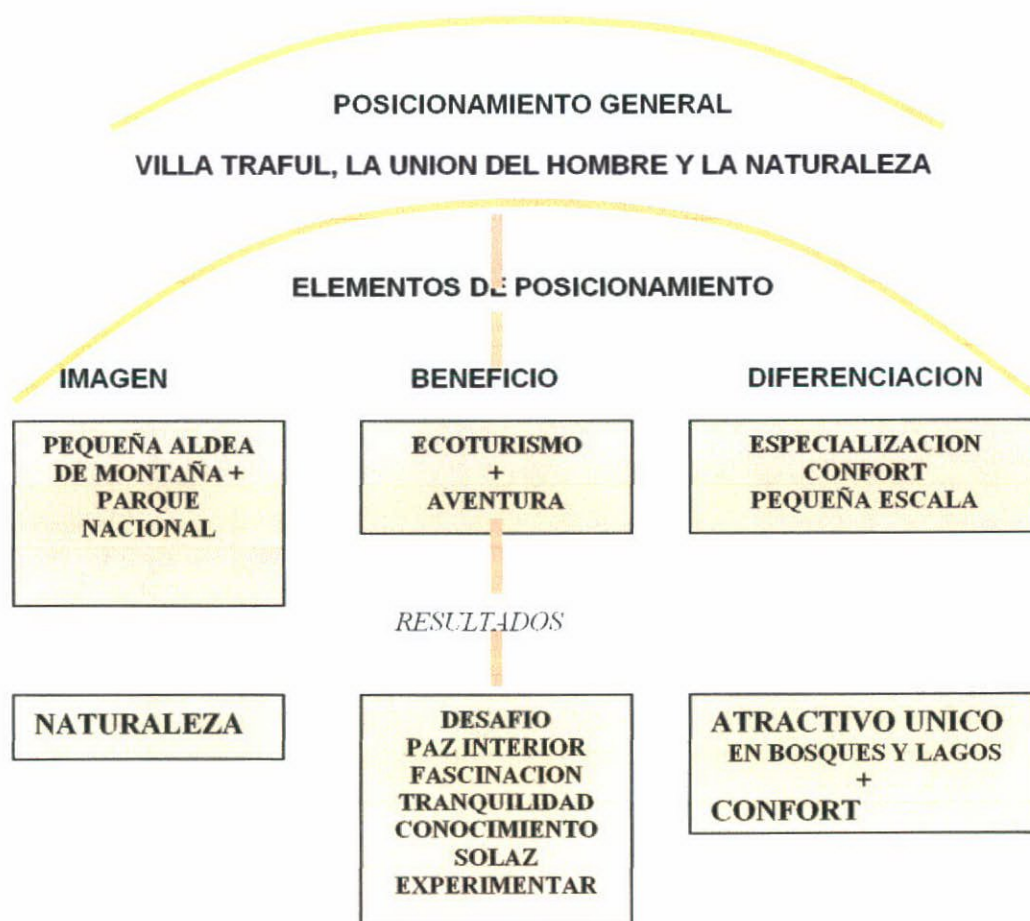 POSICIONAMIENTO GENERAL
VILLA TRAFUL, LA UNION DEL HOMBRE Y LA NATURALEZA
ELEMENTOS DE POSICIONAMIENTO
IMAGEN
BENEFICIO
DIFERENCIACION
PEQUEÑA ALDEA
DE MONTAÑA +
PARQUE
NACIONAL
ECOTURISMO
+
AVENTURA
ESPECIALIZACION
CONFORT
PEQUEÑA ESCALA
RESULTADOS
NATURALEZA
DESAFIO
PAZ INTERIOR
FASCINACION
TRANQUILIDAD
CONOCIMIENTO
SOLAZ
EXPERIMENTAR
ATRACTIVO UNICO
EN BOSQUES Y LAGOS
+
CONFORT